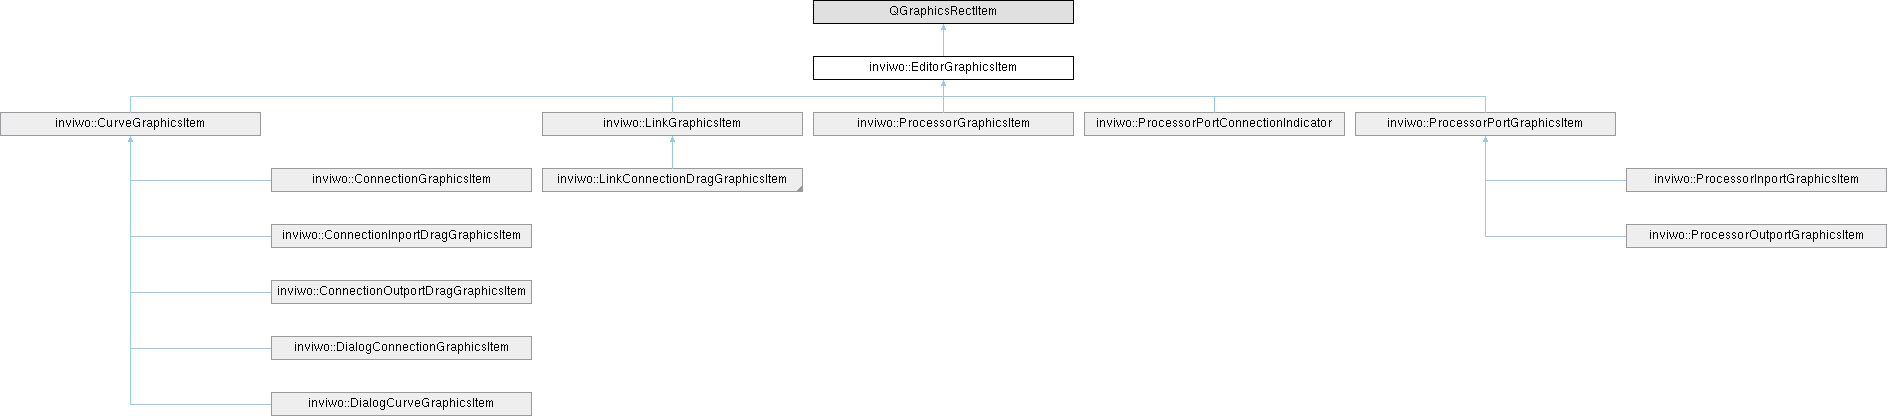 QGraphicsRectItem
inviwo::EditorGraphicsItem
inviwo::CurveGraphicsItem
inviwo::LinkGraphicsItem
inviwo::ProcessorGraphicsItem
inviwo::ProcessorPortConnectionIndicator
inviwo::ProcessorPortGraphicsItem
inviwo::ConnectionGraphicsItem
inviwo::LinkConnectionDragGraphicsItem
inviwo::ProcessorInportGraphicsItem
inviwo::ConnectionInportDragGraphicsItem
inviwo::ProcessorOutportGraphicsItem
inviwo::ConnectionOutportDragGraphicsItem
inviwo::DialogConnectionGraphicsItem
inviwo::DialogCurveGraphicsItem